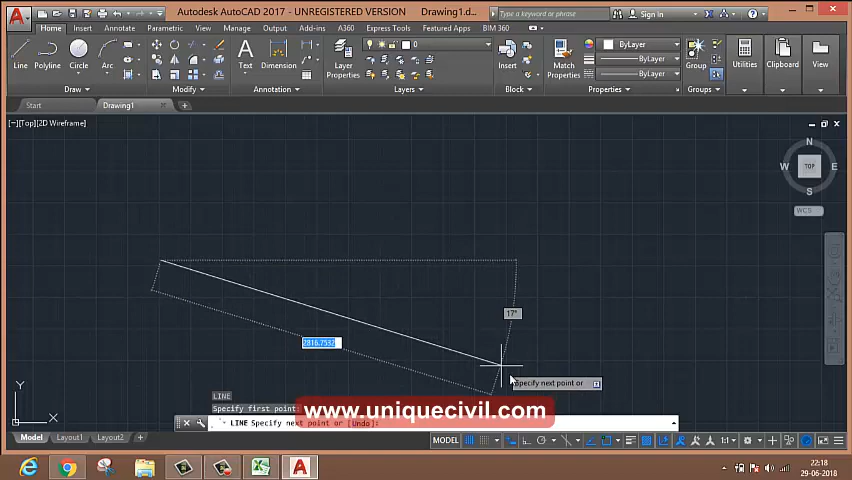 Autodesk AutoCAD 2017 - UNREGISTERED VERSION Drawing1.d...
Type a keyword or phrase
Sign In
Home Insert Annotate Parametric View Manage Output Add-ins A360 Express Tools Featured Apps BIM 360
Line Polyline Circle Arc
Text Dimension
Layer Properties
0
Insert
Match Properties
ByLayer
ByLayer
ByLayer
Group Utilities Clipboard View
Draw Modify Annotation Layers Block Properties Groups
Start Drawing1
[−][Top][2D Wireframe]
N
W TOP E
S
WCS
17°
2816.7532
Specify next point or
Y
X
LINE
Specify first point:
www.uniquecivil.com
LINE Specify next point or [Undo]:
Model Layout1 Layout2
MODEL 1:1
22:18
29-06-2018